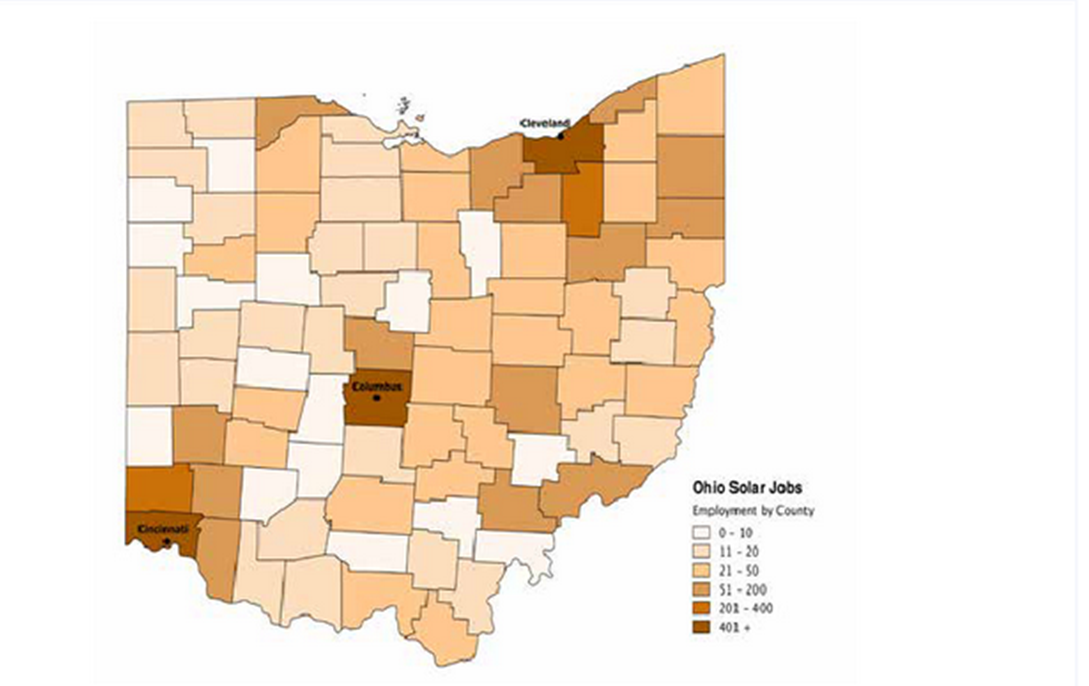 Cleveland
Columbus
Cincinnati
Ohio Solar Jobs
Employment by County
0 - 10
11 - 20
21 - 50
51 - 200
201 - 400
401 +